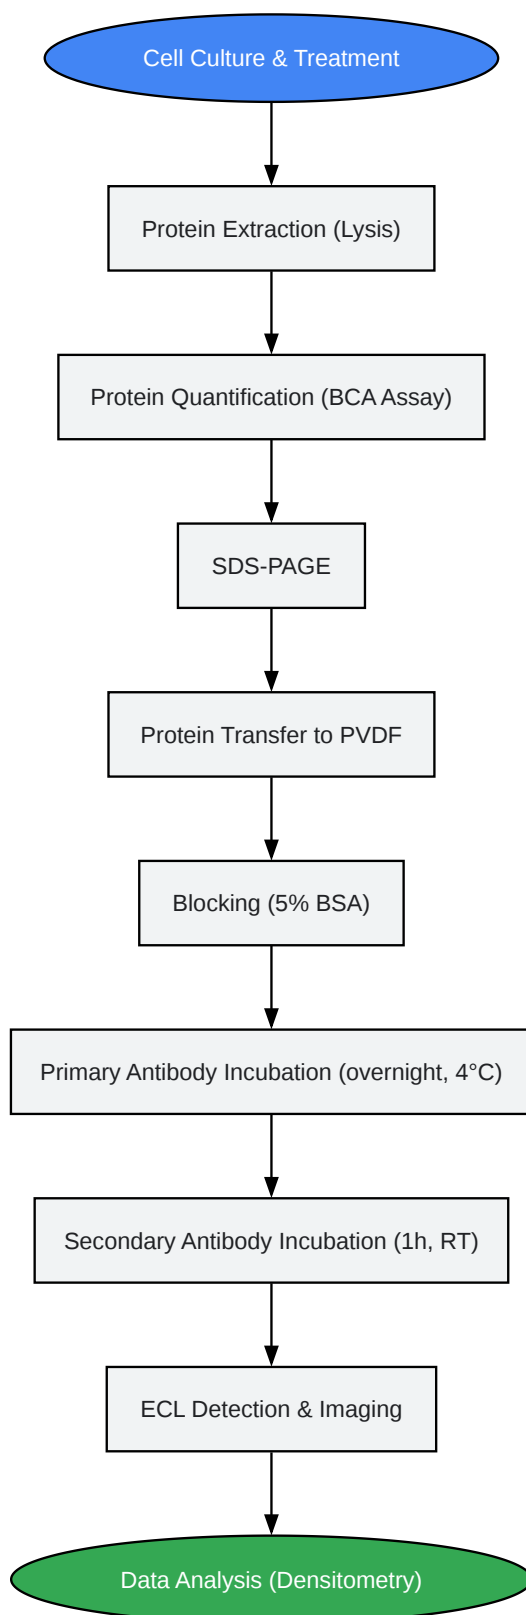 Cell Culture & Treatment
Protein Extraction (Lysis)
Protein Quantification (BCA Assay)
SDS-PAGE
Protein Transfer to PVDF
Blocking (5% BSA)
Primary Antibody Incubation (overnight, 4°C)
Secondary Antibody Incubation (1h, RT)
ECL Detection & Imaging
Data Analysis (Densitometry)